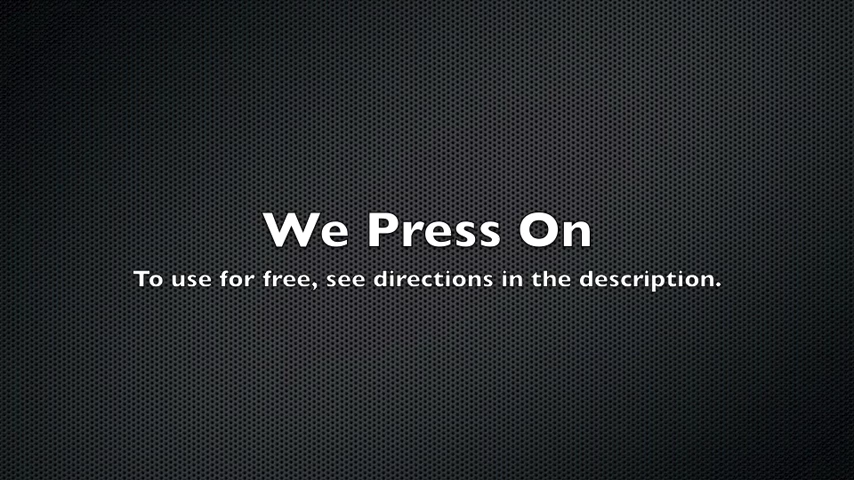 We Press On
To use for free, see directions in the description.